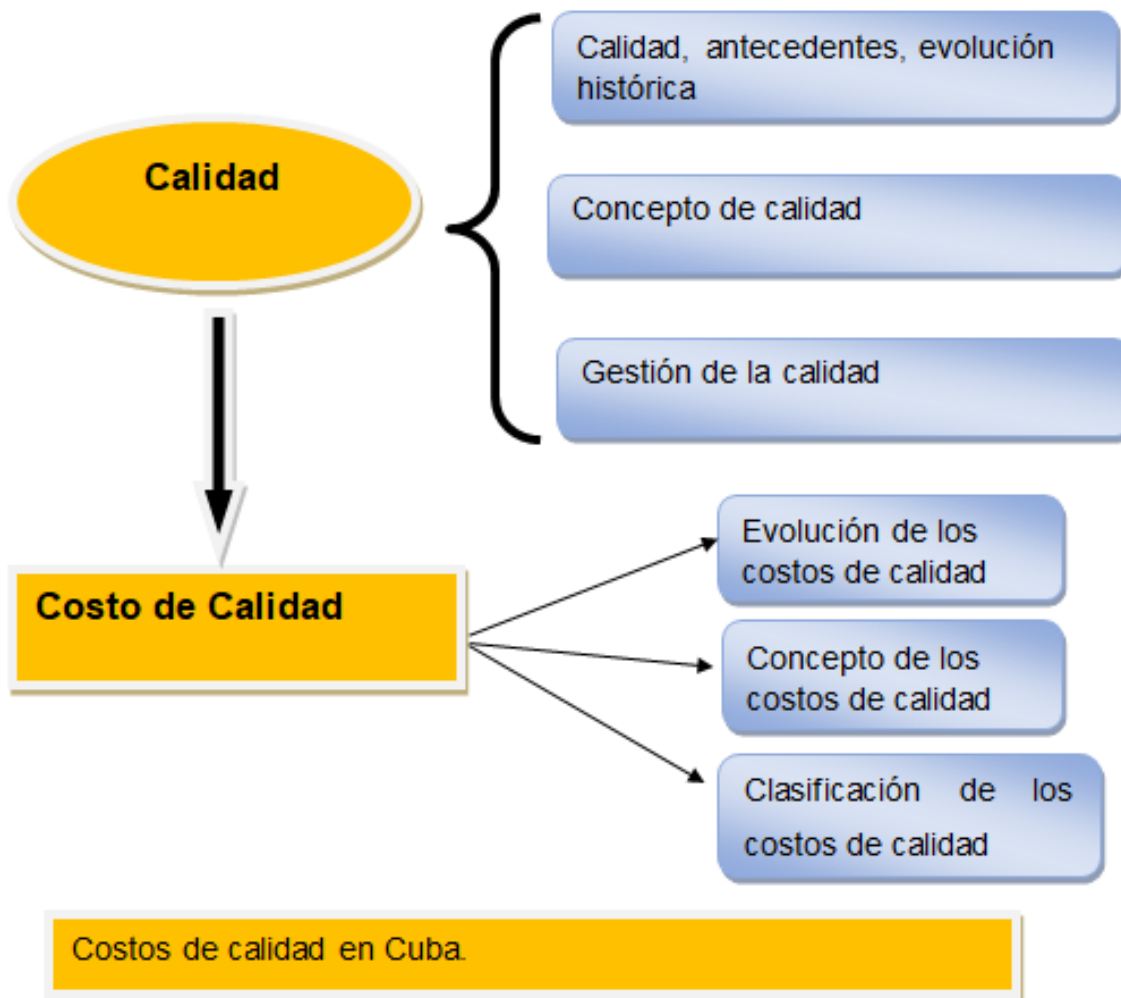 Calidad, antecedentes, evolución
histórica
Calidad
Concepto de calidad
Gestión de la calidad
Evolución de los
costos de calidad
Costo de Calidad
Concepto de los
costos de calidad
Clasificación de los
costos de calidad
Costos de calidad en Cuba.